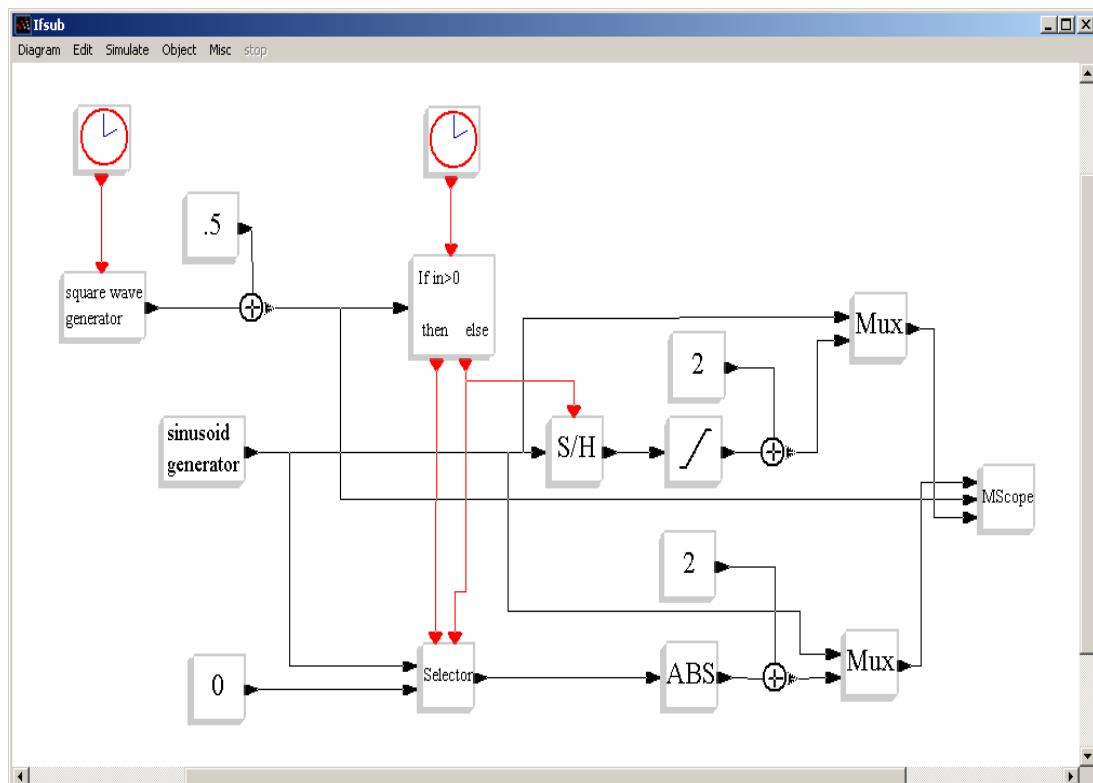 Ifsub
Diagram Edit Simulate Object Misc stop
.5
square wave
generator
If in>0
then else
Mux
2
sinusoid
generator
S/H
MScope
2
0
Selector
ABS
Mux